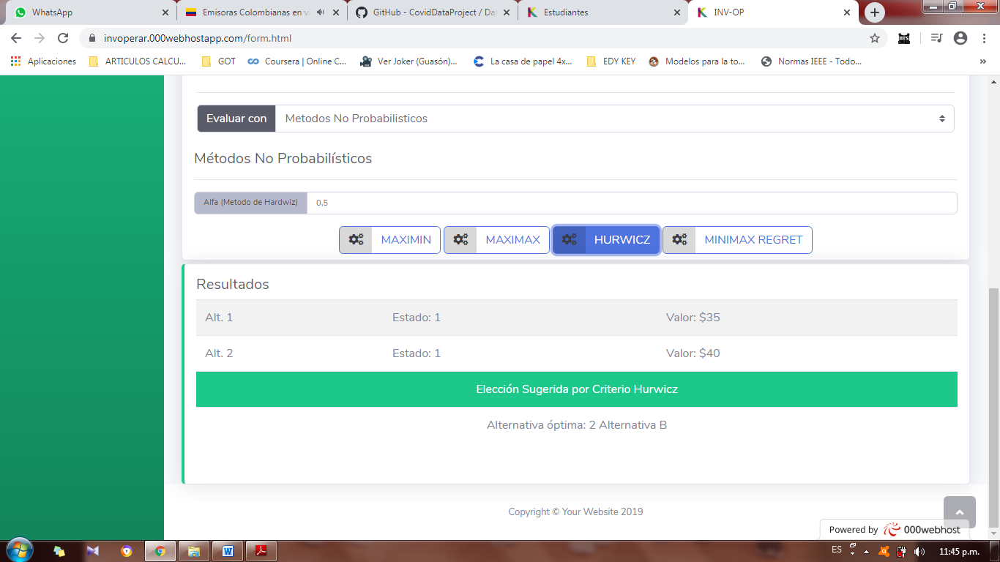 WhatsApp
Emisoras Colombianas en vi
GitHub - CovidDataProject / Dat
Estudiantes
INV-OP
invoperar.000webhostapp.com/form.html
Aplicaciones
ARTICULOS CALCU...
GOT
Coursera | Online C...
Ver Joker (Guasón)...
La casa de papel 4x...
EDY KEY
Modelos para la to...
Normas IEEE - Todo...
Evaluar con Metodos No Probabilisticos
Métodos No Probabilísticos
Alfa (Metodo de Hardwiz) 0,5
MAXIMIN MAXIMAX HURWICZ MINIMAX REGRET
Resultados
Alt. 1 Estado: 1 Valor: $35
Alt. 2 Estado: 1 Valor: $40
Elección Sugerida por Criterio Hurwicz
Alternativa óptima: 2 Alternativa B
Copyright © Your Website 2019
Powered by 000webhost
ES 11:45 p.m.